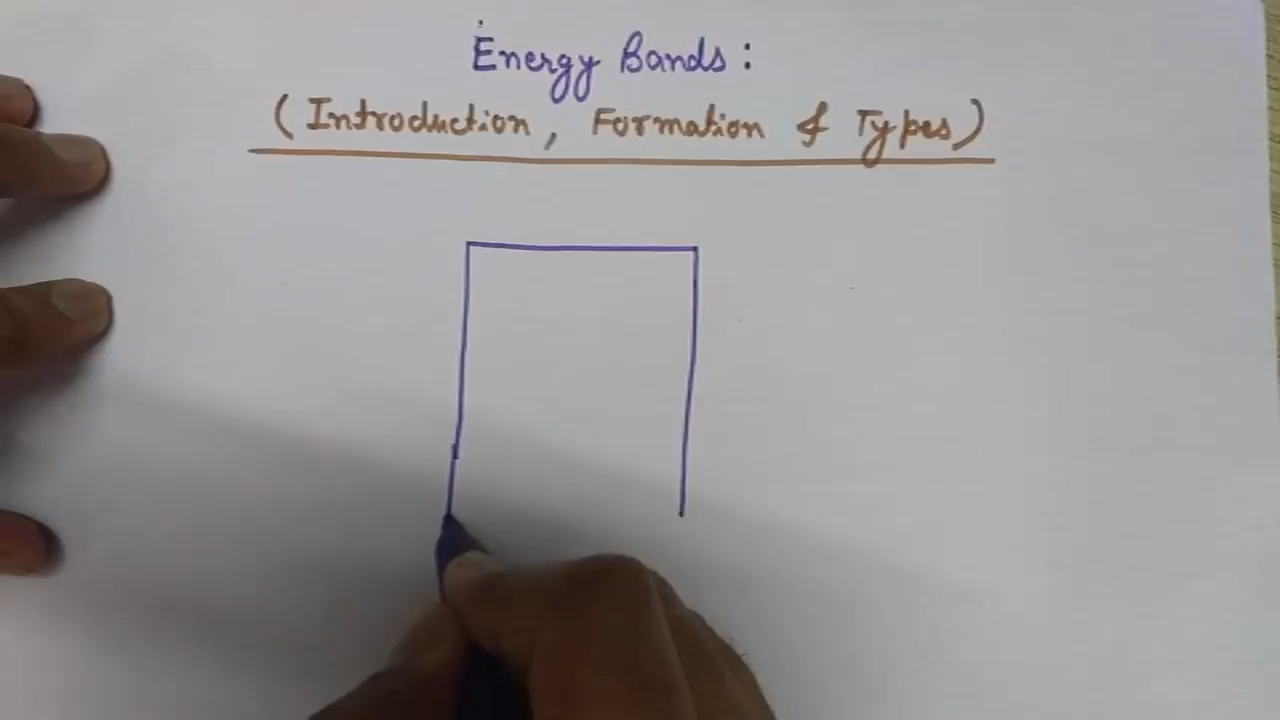 Energy Bands:
(Introduction, Formation & Types)